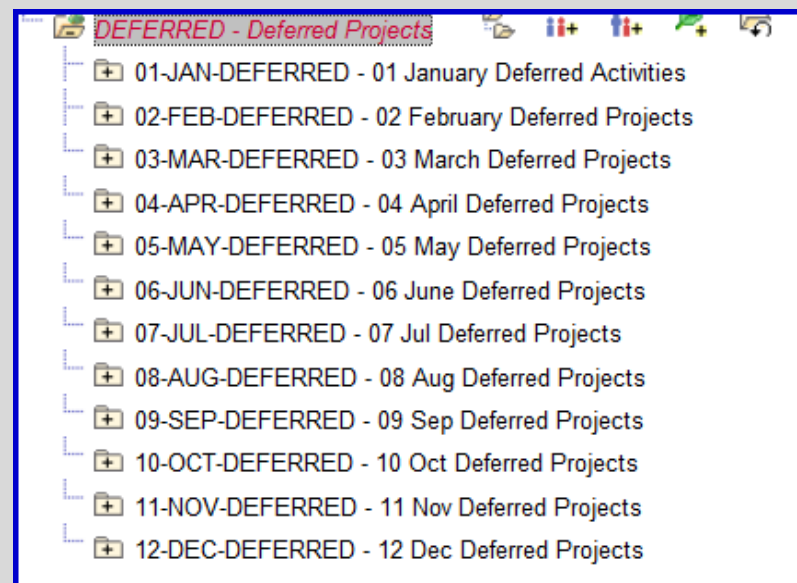 DEFERRED - Deferred Projects
01-JAN-DEFERRED - 01 January Deferred Activities
02-FEB-DEFERRED - 02 February Deferred Projects
03-MAR-DEFERRED - 03 March Deferred Projects
04-APR-DEFERRED - 04 April Deferred Projects
05-MAY-DEFERRED - 05 May Deferred Projects
06-JUN-DEFERRED - 06 June Deferred Projects
07-JUL-DEFERRED - 07 Jul Deferred Projects
08-AUG-DEFERRED - 08 Aug Deferred Projects
09-SEP-DEFERRED - 09 Sep Deferred Projects
10-OCT-DEFERRED - 10 Oct Deferred Projects
11-NOV-DEFERRED - 11 Nov Deferred Projects
12-DEC-DEFERRED - 12 Dec Deferred Projects